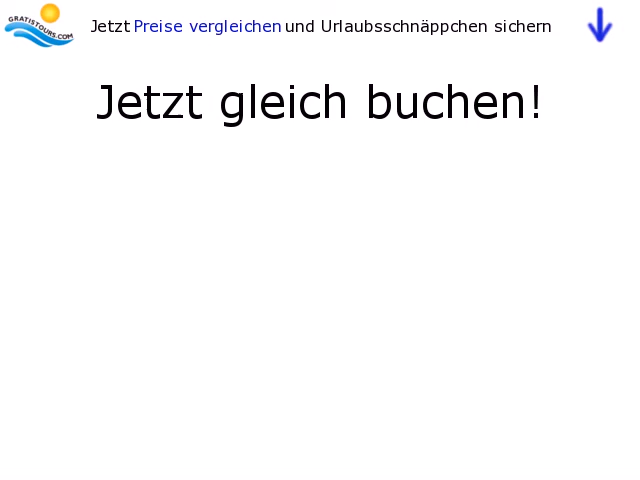 GRATISTOURS.COM
Jetzt Preise vergleichen und Urlaubsschnäppchen sichern
Jetzt gleich buchen!